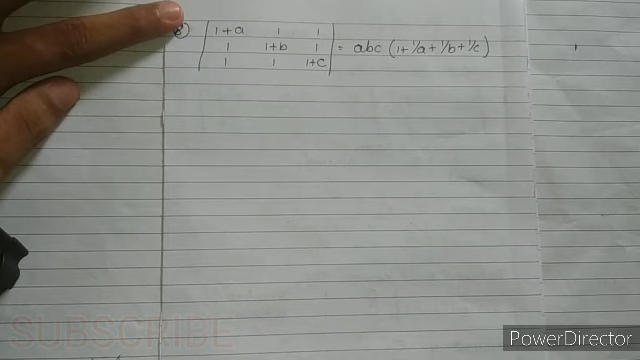 8 | 1+a 1 1 |
| 1 1+b 1 | = abc (1+1/a+1/b+1/c)
| 1 1 1+c |
SUBSCRIBE
PowerDirector